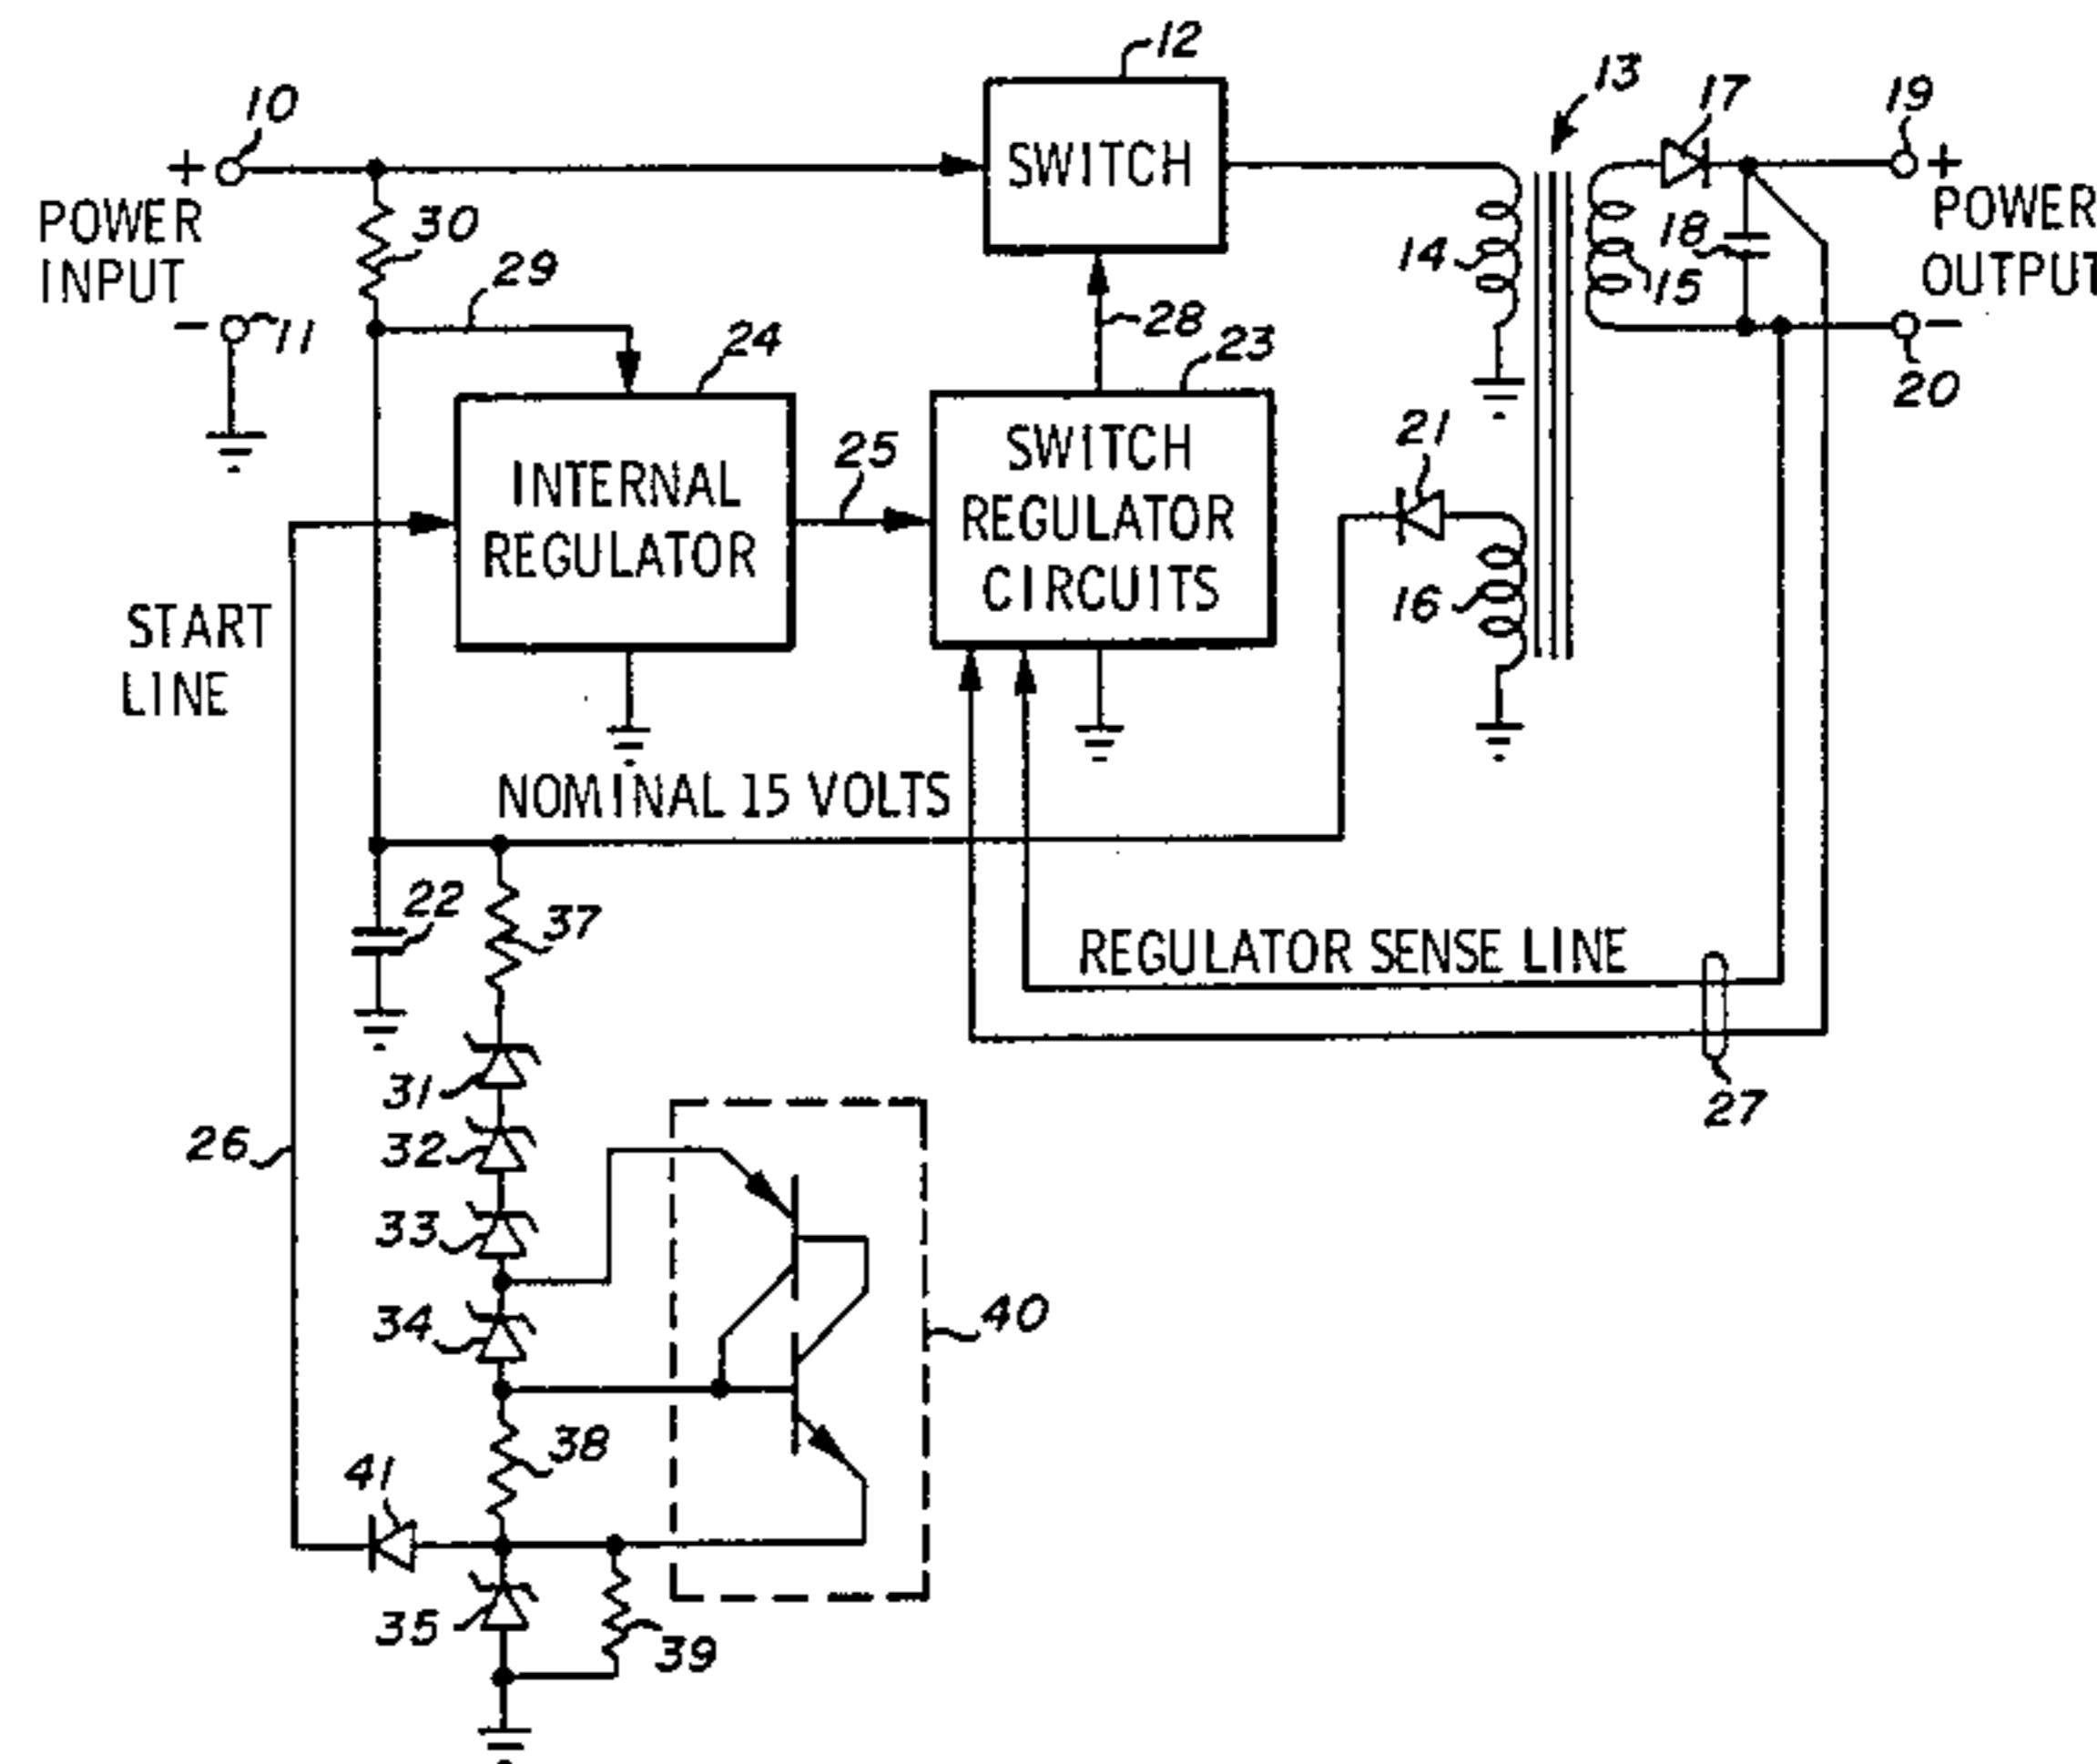 12
13
17
19
10
+
SWITCH
+
POWER
INPUT
30
14
18
15
POWER
OUTPUT
29
- 11
28
-
24
23
20
INTERNAL
REGULATOR
25
SWITCH
REGULATOR
CIRCUITS
21
16
START
LINE
NOMINAL 15 VOLTS
22
37
REGULATOR SENSE LINE
27
31
26
32
33
34
40
38
41
35
39